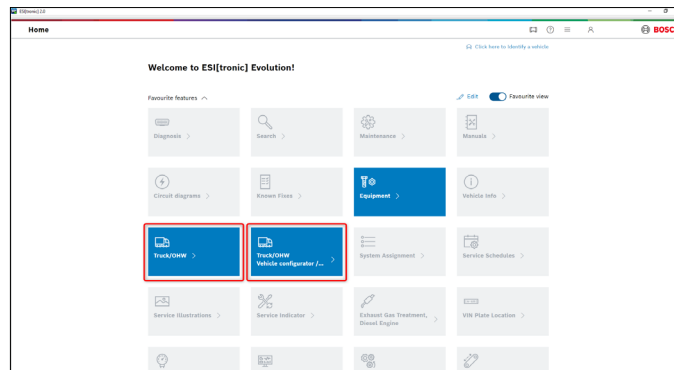 ESI[tronic] 2.0
Home
BOSC
Click here to identify a vehicle
Welcome to ESI[tronic] Evolution!
Favourite features
Edit
Favourite view
Diagnosis
Search
Maintenance
Manuals
Circuit diagrams
Known Fixes
Equipment
Vehicle Info
Truck/OHW
Truck/OHW
Vehicle configurator /...
System Assignment
Service Schedules
Service Illustrations
Service Indicator
Exhaust Gas Treatment,
Diesel Engine
VIN Plate Location